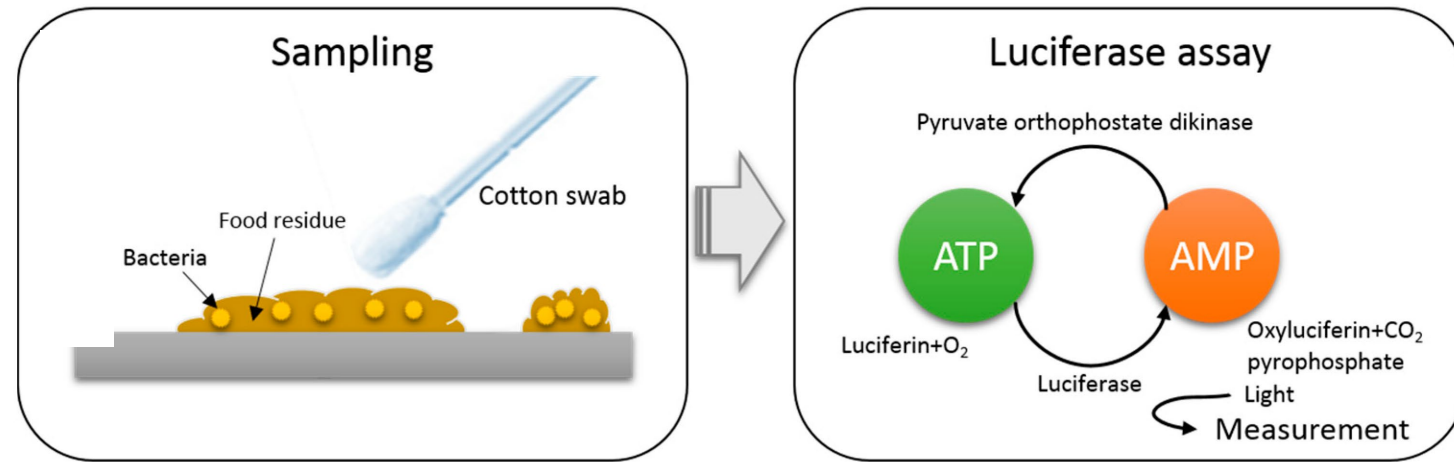 Sampling
Cotton swab
Food residue
Bacteria
Luciferase assay
Pyruvate orthophostate dikinase
ATP
AMP
Luciferin+O₂
Luciferase
Oxyluciferin+CO₂
pyrophosphate
Light
Measurement